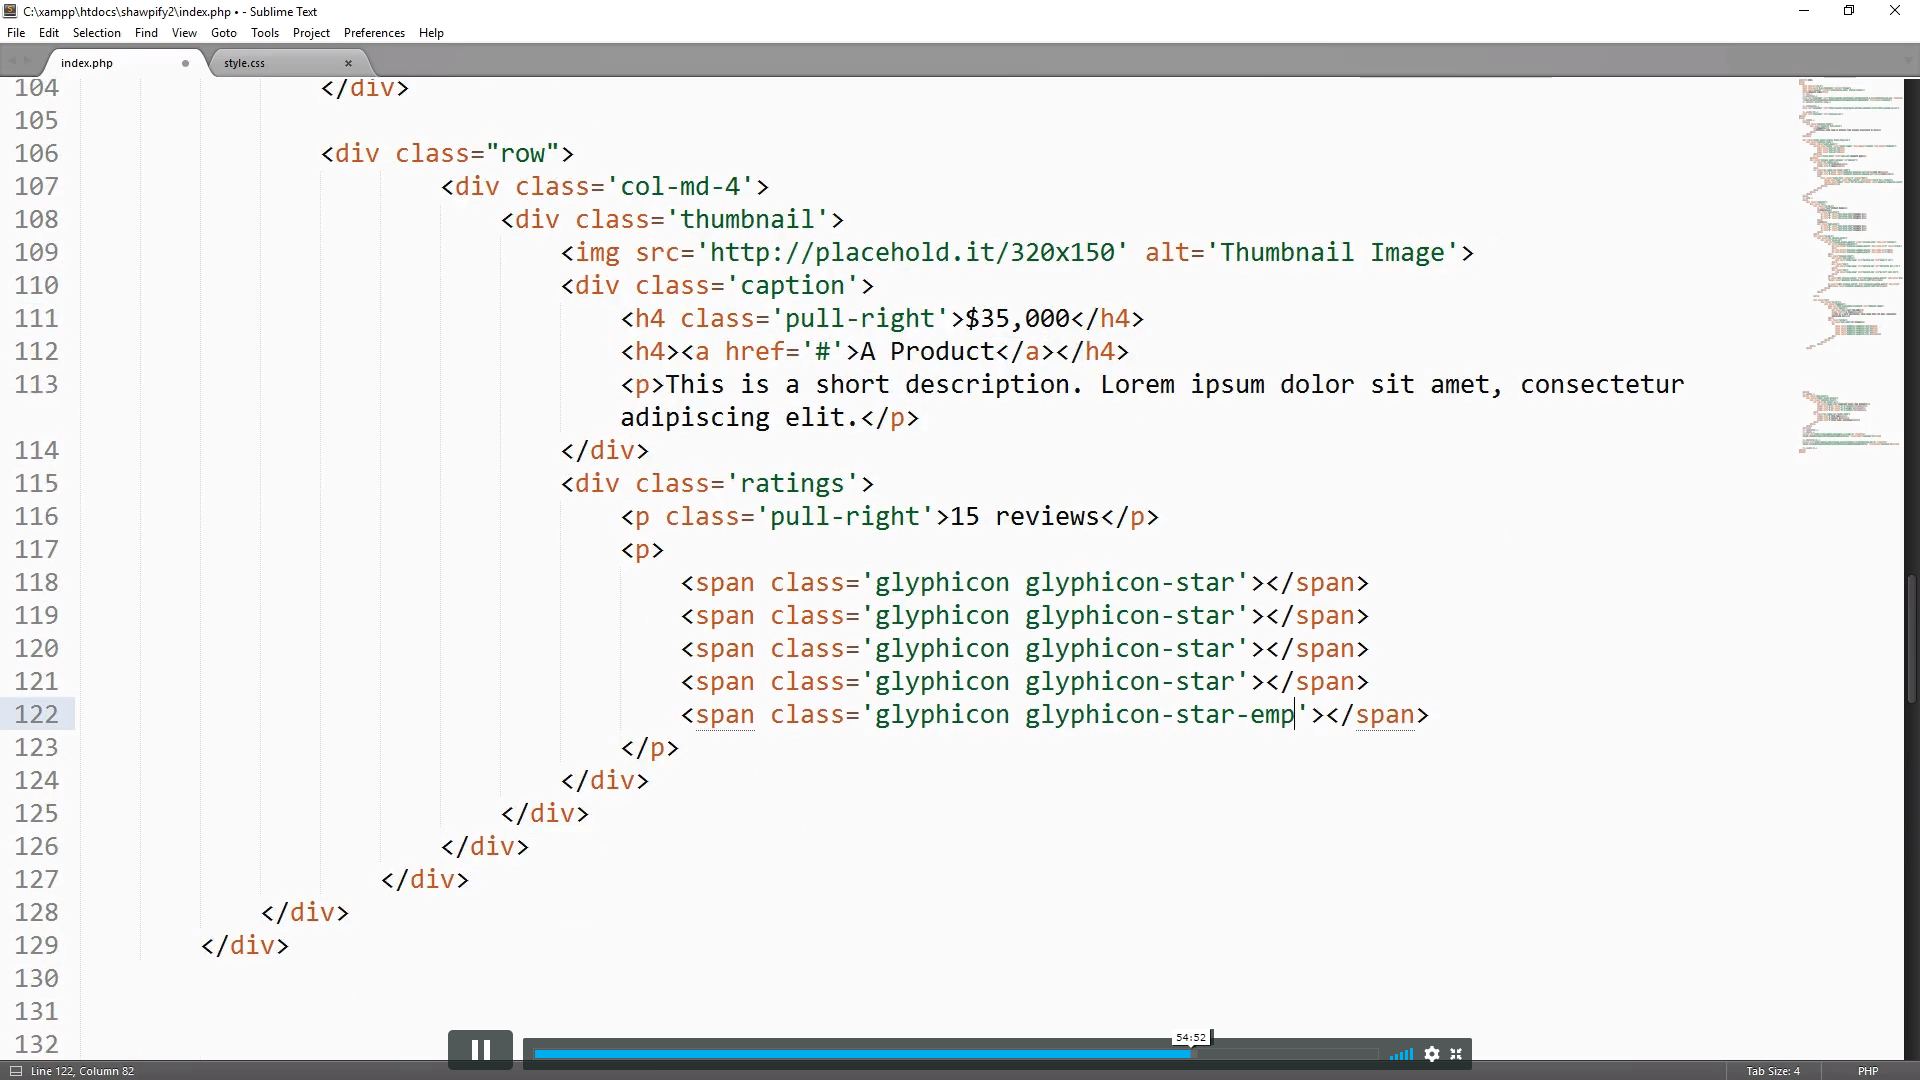 C:\xampp\htdocs\shawpify2\index.php • - Sublime Text
File Edit Selection Find View Goto Tools Project Preferences Help
index.php style.css
104 </div>
105
106 <div class="row">
107 <div class='col-md-4'>
108 <div class='thumbnail'>
109 <img src='http://placehold.it/320x150' alt='Thumbnail Image'>
110 <div class='caption'>
111 <h4 class='pull-right'>$35,000</h4>
112 <h4><a href='#'>A Product</a></h4>
113 <p>This is a short description. Lorem ipsum dolor sit amet, consectetur
adipiscing elit.</p>
114 </div>
115 <div class='ratings'>
116 <p class='pull-right'>15 reviews</p>
117 <p>
118 <span class='glyphicon glyphicon-star'></span>
119 <span class='glyphicon glyphicon-star'></span>
120 <span class='glyphicon glyphicon-star'></span>
121 <span class='glyphicon glyphicon-star'></span>
122 <span class='glyphicon glyphicon-star-emp'></span>
123 </p>
124 </div>
125 </div>
126 </div>
127 </div>
128 </div>
129 </div>
130
131
132
54:52
Line 122, Column 82 Tab Size: 4 PHP